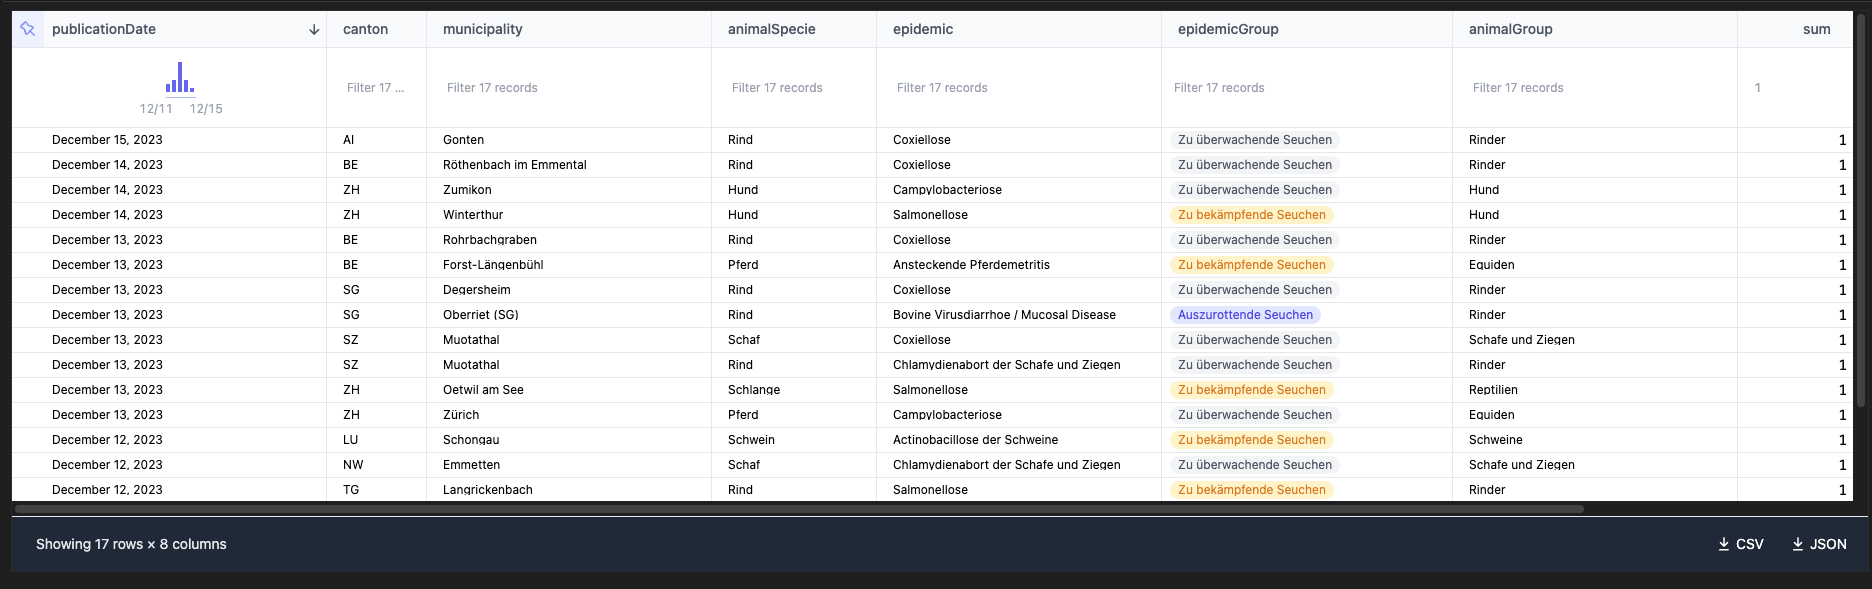 publicationDate ↓ canton municipality animalSpecie epidemic epidemicGroup animalGroup sum
12/11 12/15 Filter 17 ... Filter 17 records Filter 17 records Filter 17 records Filter 17 records Filter 17 records 1
December 15, 2023 AI Gonten Rind Coxiellose Zu überwachende Seuchen Rinder 1
December 14, 2023 BE Röthenbach im Emmental Rind Coxiellose Zu überwachende Seuchen Rinder 1
December 14, 2023 ZH Zumikon Hund Campylobacteriose Zu überwachende Seuchen Hund 1
December 14, 2023 ZH Winterthur Hund Salmonellose Zu bekämpfende Seuchen Hund 1
December 13, 2023 BE Rohrbachgraben Rind Coxiellose Zu überwachende Seuchen Rinder 1
December 13, 2023 BE Forst-Längenbühl Pferd Ansteckende Pferdemetritis Zu bekämpfende Seuchen Equiden 1
December 13, 2023 SG Degersheim Rind Coxiellose Zu überwachende Seuchen Rinder 1
December 13, 2023 SG Oberriet (SG) Rind Bovine Virusdiarrhoe / Mucosal Disease Auszurottende Seuchen Rinder 1
December 13, 2023 SZ Muotathal Schaf Coxiellose Zu überwachende Seuchen Schafe und Ziegen 1
December 13, 2023 SZ Muotathal Rind Chlamydienabort der Schafe und Ziegen Zu überwachende Seuchen Rinder 1
December 13, 2023 ZH Oetwil am See Schlange Salmonellose Zu bekämpfende Seuchen Reptilien 1
December 13, 2023 ZH Zürich Pferd Campylobacteriose Zu überwachende Seuchen Equiden 1
December 12, 2023 LU Schongau Schwein Actinobacillose der Schweine Zu bekämpfende Seuchen Schweine 1
December 12, 2023 NW Emmetten Schaf Chlamydienabort der Schafe und Ziegen Zu überwachende Seuchen Schafe und Ziegen 1
December 12, 2023 TG Langrickenbach Rind Salmonellose Zu bekämpfende Seuchen Rinder 1
Showing 17 rows × 8 columns CSV JSON